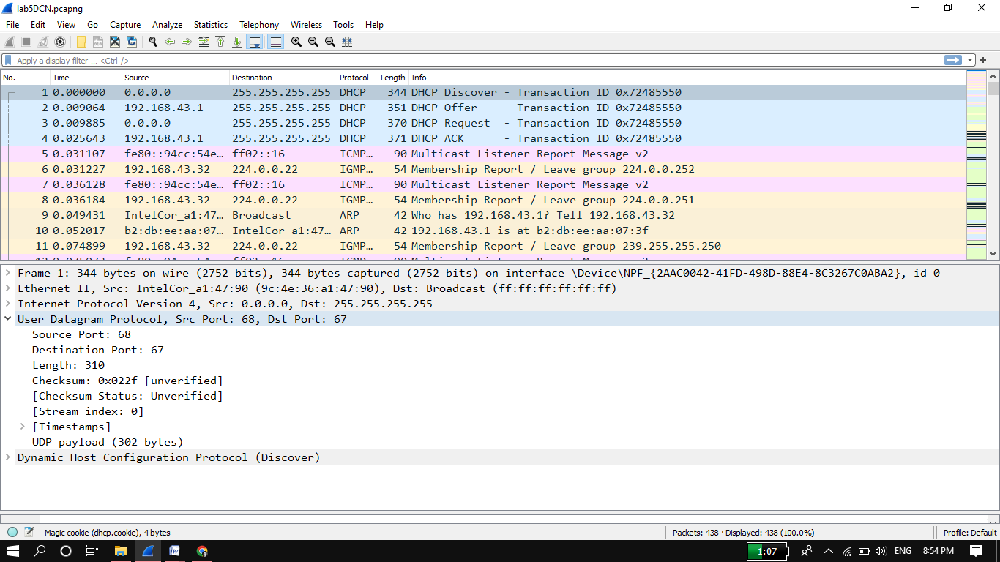 lab5DCN.pcapng
File Edit View Go Capture Analyze Statistics Telephony Wireless Tools Help
Apply a display filter ... <Ctrl-/>
No. Time Source Destination Protocol Length Info
1 0.000000 0.0.0.0 255.255.255.255 DHCP 344 DHCP Discover - Transaction ID 0x72485550
2 0.009064 192.168.43.1 255.255.255.255 DHCP 351 DHCP Offer - Transaction ID 0x72485550
3 0.009885 0.0.0.0 255.255.255.255 DHCP 370 DHCP Request - Transaction ID 0x72485550
4 0.025643 192.168.43.1 255.255.255.255 DHCP 371 DHCP ACK - Transaction ID 0x72485550
5 0.031107 fe80::94cc:54e… ff02::16 ICMP… 90 Multicast Listener Report Message v2
6 0.031227 192.168.43.32 224.0.0.22 IGMP… 54 Membership Report / Leave group 224.0.0.252
7 0.036128 fe80::94cc:54e… ff02::16 ICMP… 90 Multicast Listener Report Message v2
8 0.036184 192.168.43.32 224.0.0.22 IGMP… 54 Membership Report / Leave group 224.0.0.251
9 0.049431 IntelCor_a1:47… Broadcast ARP 42 Who has 192.168.43.1? Tell 192.168.43.32
10 0.052017 b2:db:ee:aa:07… IntelCor_a1:47… ARP 42 192.168.43.1 is at b2:db:ee:aa:07:3f
11 0.074899 192.168.43.32 224.0.0.22 IGMP… 54 Membership Report / Leave group 239.255.255.250
Frame 1: 344 bytes on wire (2752 bits), 344 bytes captured (2752 bits) on interface \Device\NPF_{2AAC0042-41FD-498D-88E4-8C3267C0ABA2}, id 0
Ethernet II, Src: IntelCor_a1:47:90 (9c:4e:36:a1:47:90), Dst: Broadcast (ff:ff:ff:ff:ff:ff)
Internet Protocol Version 4, Src: 0.0.0.0, Dst: 255.255.255.255
User Datagram Protocol, Src Port: 68, Dst Port: 67
Source Port: 68
Destination Port: 67
Length: 310
Checksum: 0x022f [unverified]
[Checksum Status: Unverified]
[Stream index: 0]
[Timestamps]
UDP payload (302 bytes)
Dynamic Host Configuration Protocol (Discover)
Magic cookie (dhcp.cookie), 4 bytes Packets: 438 · Displayed: 438 (100.0%) Profile: Default
1:07 ENG 8:54 PM